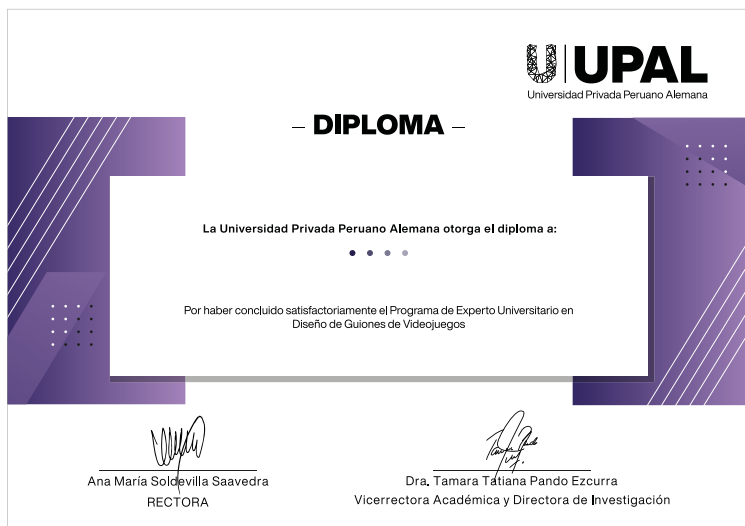 UPAL
Universidad Privada Peruano Alemana
– DIPLOMA –
La Universidad Privada Peruano Alemana otorga el diploma a:
Por haber concluido satisfactoriamente el Programa de Experto Universitario en
Diseño de Guiones de Videojuegos
Ana María Soldevilla Saavedra
RECTORA
Dra. Tamara Tatiana Pando Ezcurra
Vicerrectora Académica y Directora de Investigación